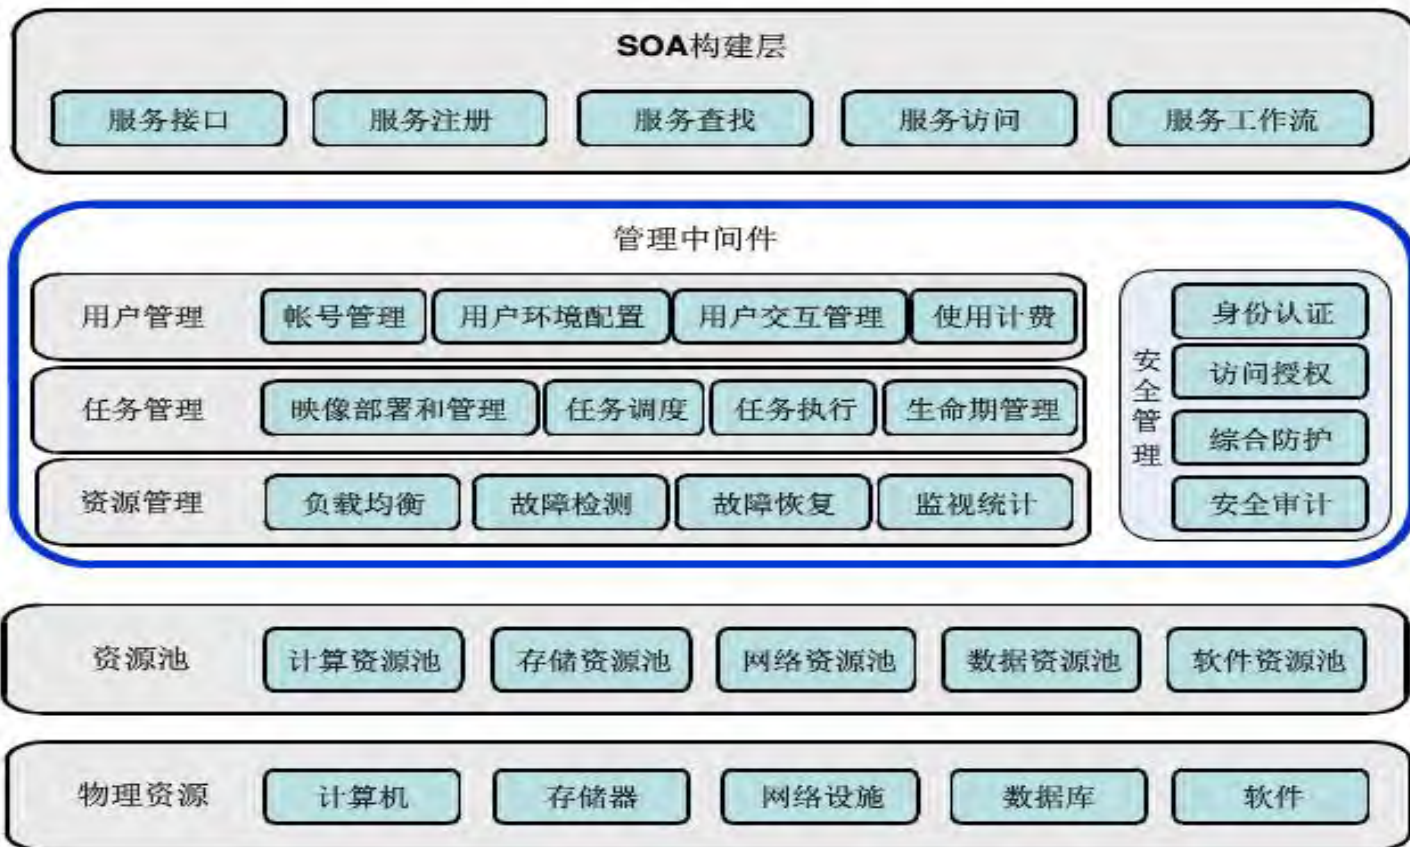 SOA构建层
服务接口 服务注册 服务查找 服务访问 服务工作流
管理中间件
用户管理 帐号管理 用户环境配置 用户交互管理 使用计费
任务管理 映像部署和管理 任务调度 任务执行 生命期管理
资源管理 负载均衡 故障检测 故障恢复 监视统计
安全管理
身份认证
访问授权
综合防护
安全审计
资源池 计算资源池 存储资源池 网络资源池 数据资源池 软件资源池
物理资源 计算机 存储器 网络设施 数据库 软件